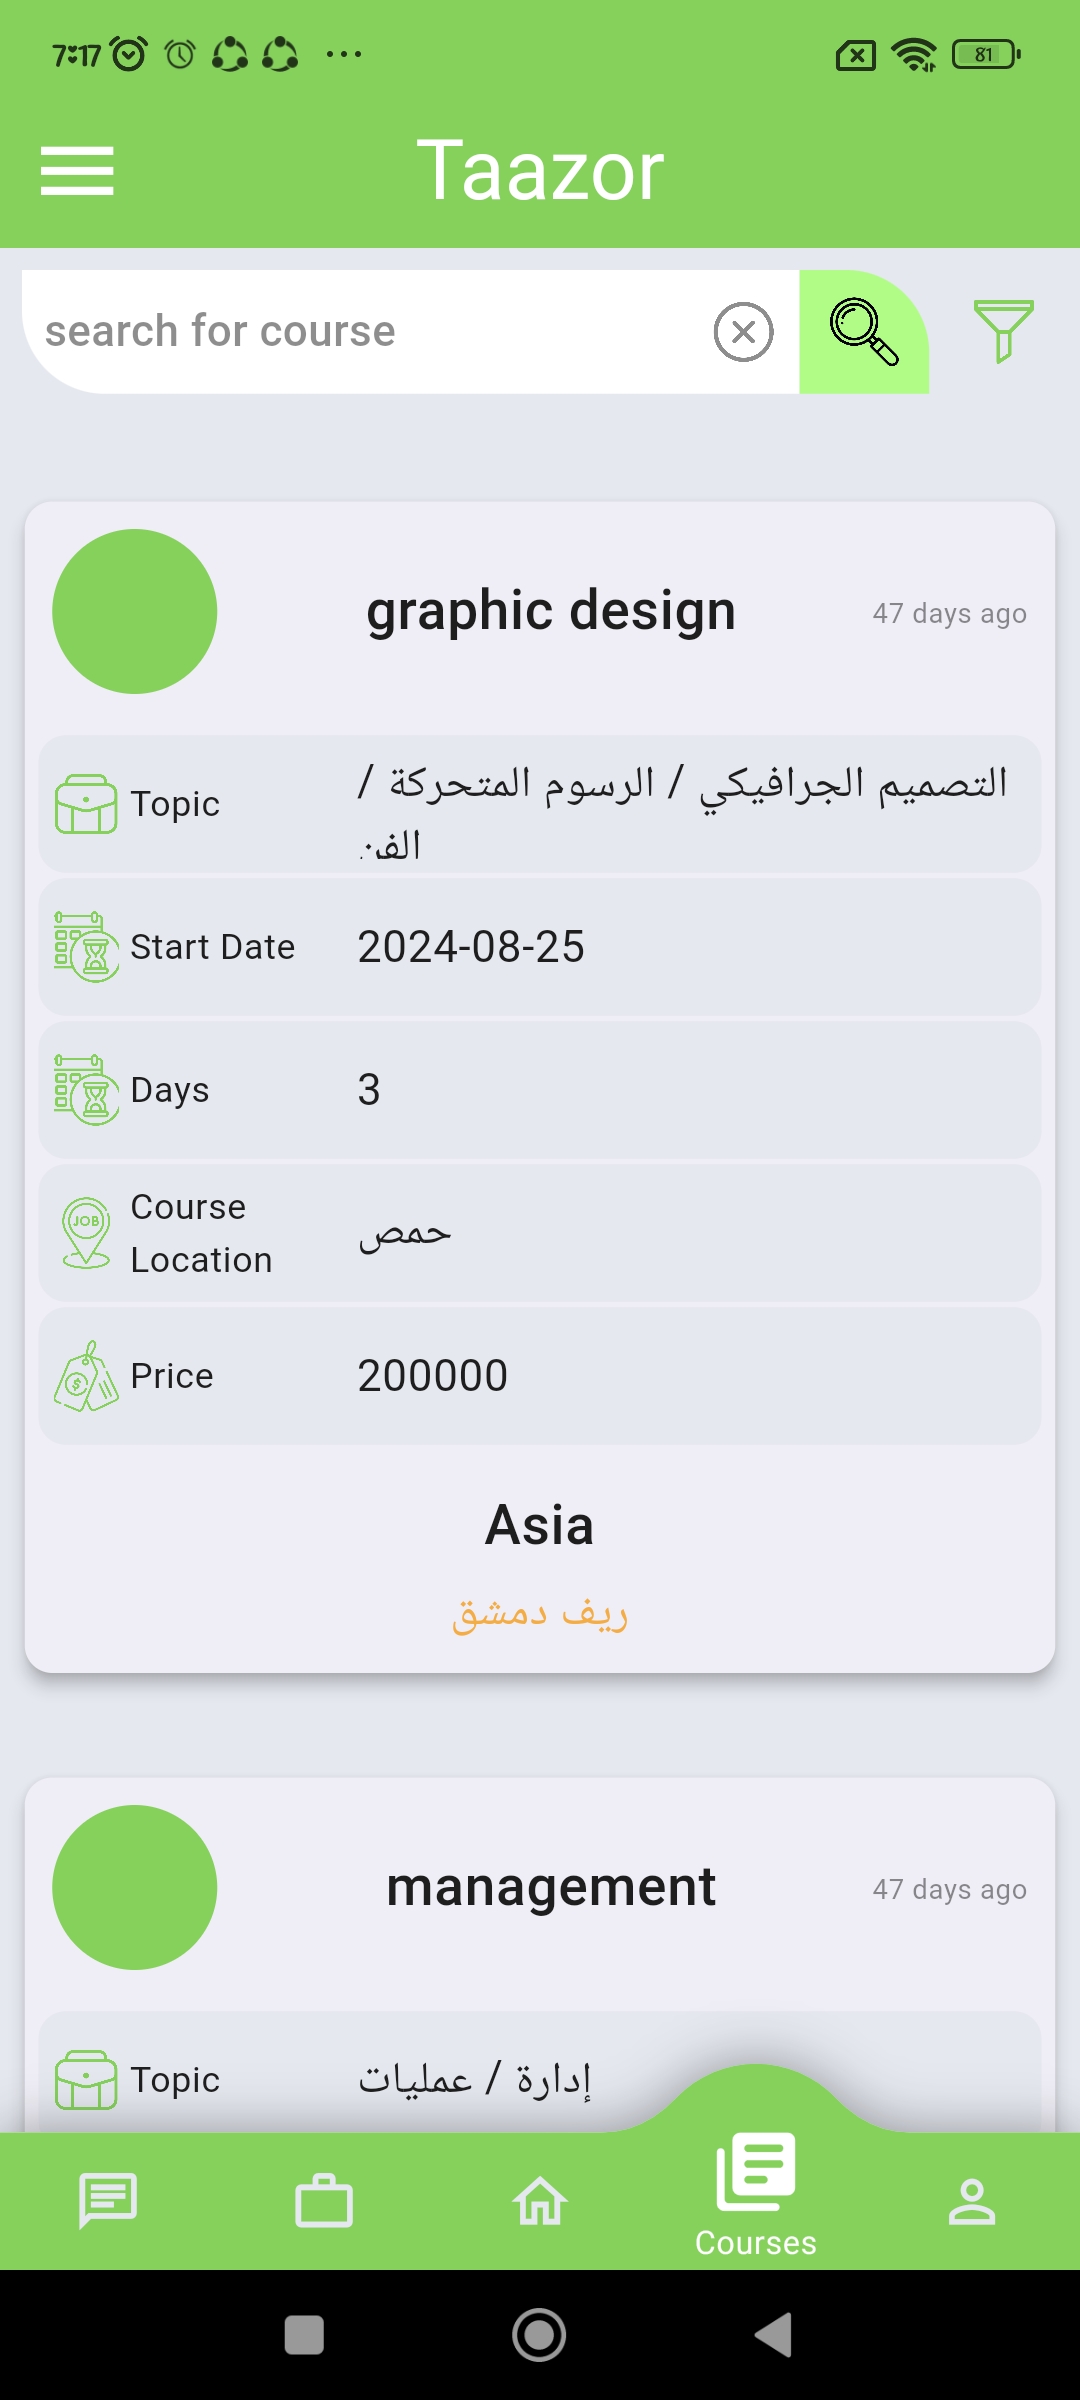 7:17
81
Taazor
search for course
graphic design
47 days ago
Topic
التصميم الجرافيكي / الرسوم المتحركة /
الفن
Start Date
2024-08-25
Days
3
Course
Location
JOB
حمص
Price
200000
Asia
ريف دمشق
management
47 days ago
Topic
إدارة / عمليات
Courses